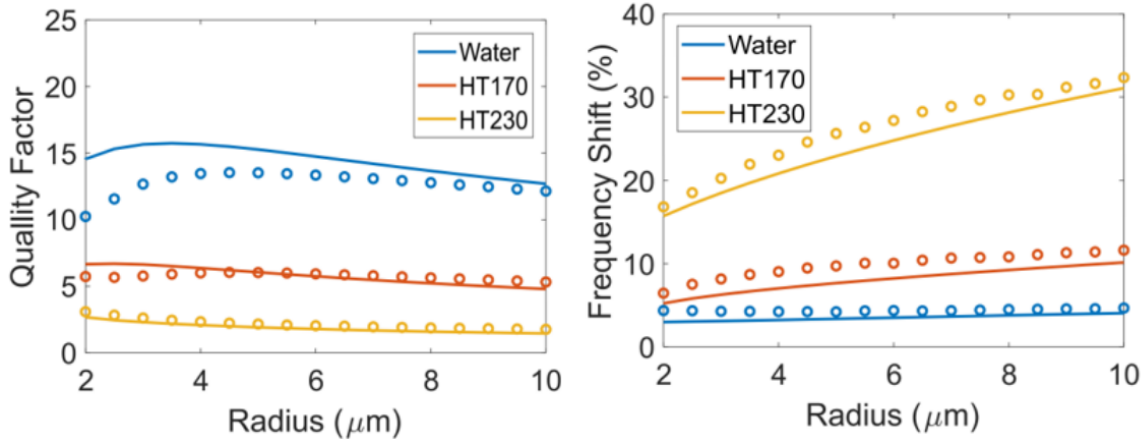 25
20
15
10
5
0
Quallity Factor
Water
HT170
HT230
2
4
6
8
10
Radius (μm)
40
30
20
10
0
Frequency Shift (%)
Water
HT170
HT230
2
4
6
8
10
Radius (μm)